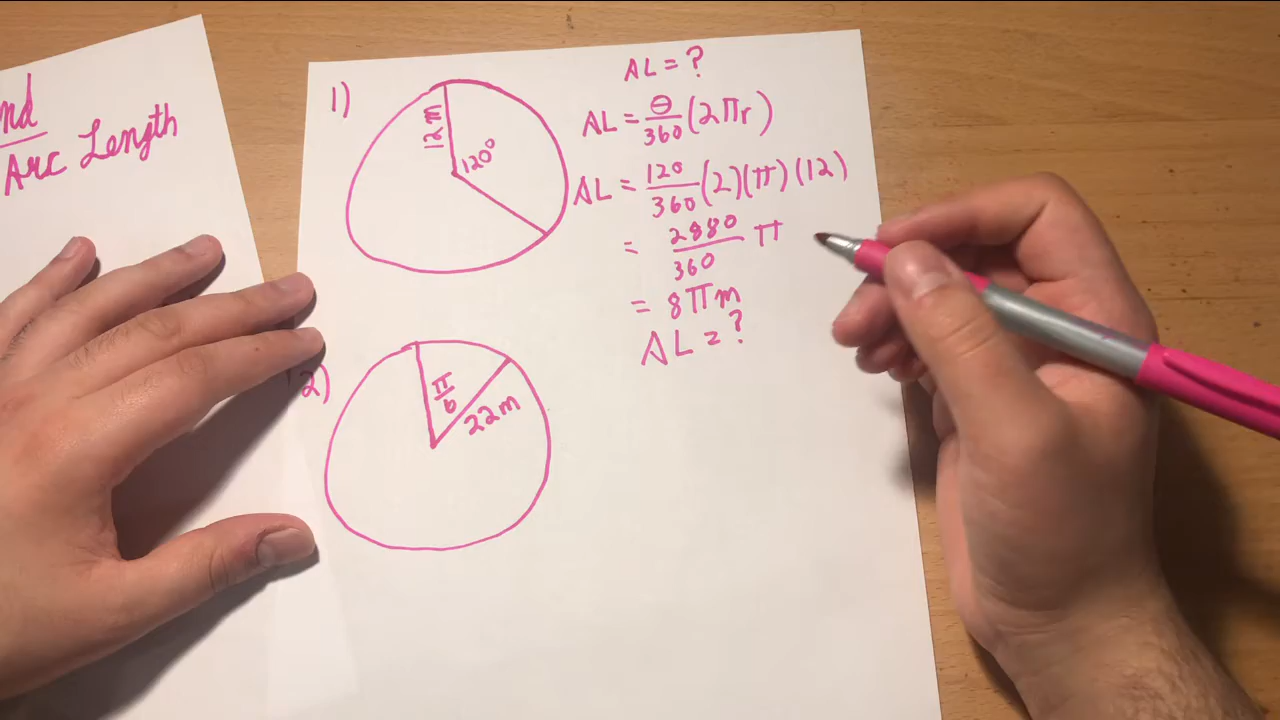 nd
Arc Length
1)
12 m
120°
AL = ?
AL = θ/360 (2πr)
AL = 120/360 (2)(π)(12)
= 2880/360 π
= 8πm
AL = ?
2)
π/6
22m